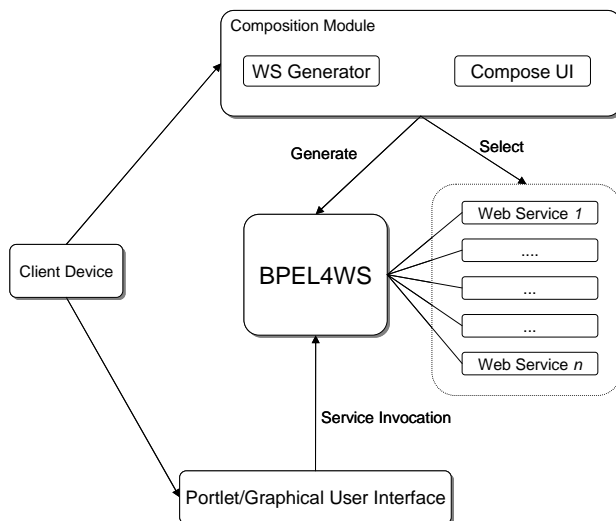 Composition Module
WS Generator
Compose UI
Generate
Select
Web Service 1
....
...
...
Web Service n
BPEL4WS
Client Device
Service Invocation
Portlet/Graphical User Interface